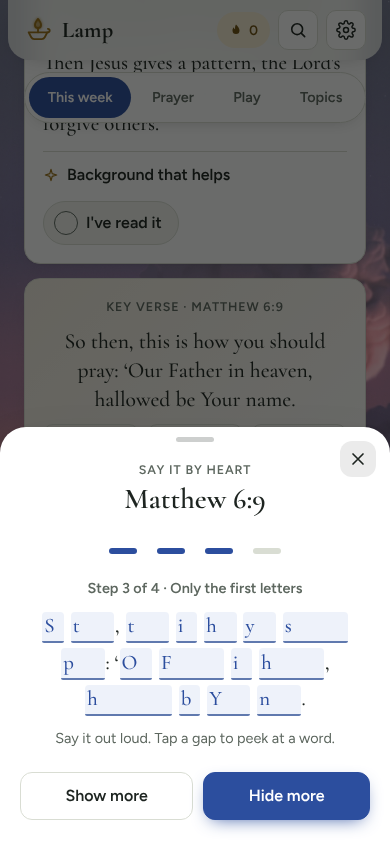 Lamp
0
Then Jesus gives a pattern, the Lord's
This week
Prayer
Play
Topics
forgive others.
Background that helps
I've read it
KEY VERSE · MATTHEW 6:9
So then, this is how you should
pray: ‘Our Father in heaven,
hallowed be Your name.
SAY IT BY HEART
Matthew 6:9
Step 3 of 4 · Only the first letters
S t , t i h y s
p : ‘O F i h ,
h b Y n .
Say it out loud. Tap a gap to peek at a word.
Show more
Hide more